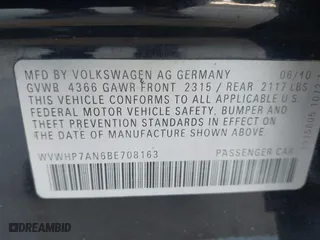 MFD BY VOLKSWAGEN AG GERMANY 06/10
GVWR 4366 GAWR FRONT 2315 / REAR 2117 LBS
THIS VEHICLE CONFORMS TO ALL APPLICABLE U.S.
FEDERAL MOTOR VEHICLE SAFETY, BUMPER AND
THEFT PREVENTION STANDARDS IN EFFECT ON THE
DATE OF MANUFACTURE SHOWN ABOVE.
WVWHP7AN6BE708163 PASSENGER CAR
DREAMBID.COM